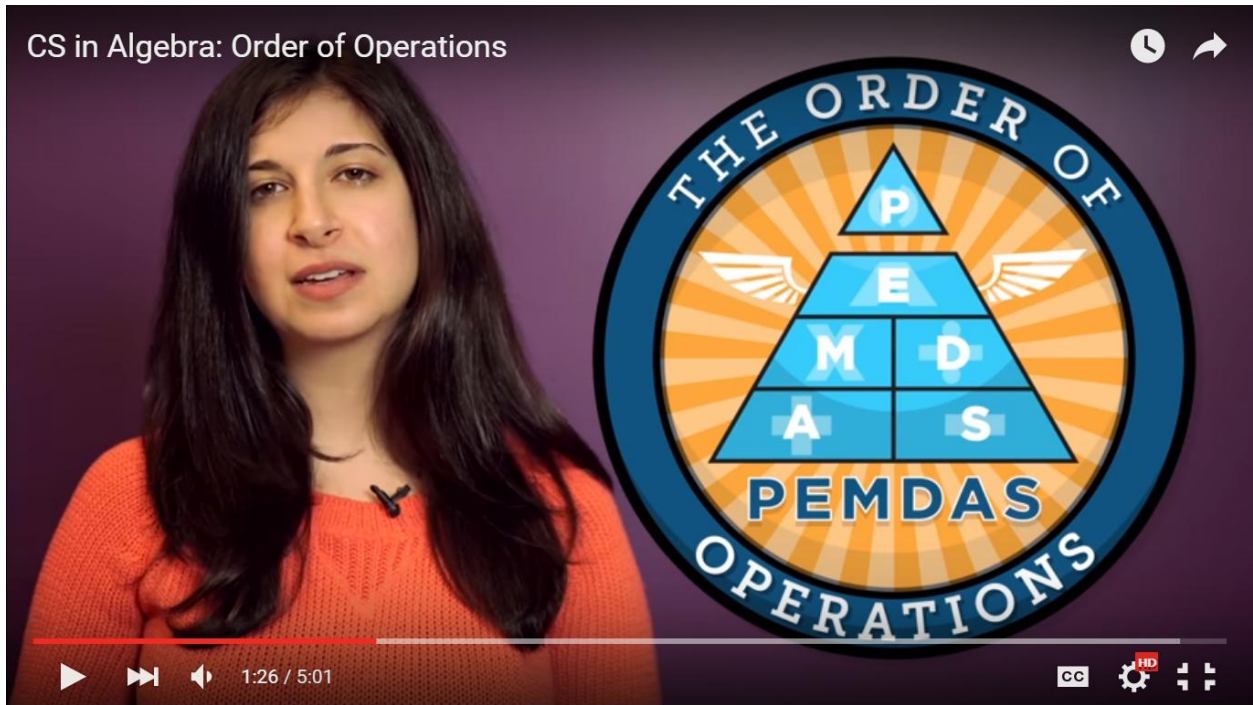 CS in Algebra: Order of Operations
THE ORDER OF
P
E
M D
A S
PEMDAS
OPERATIONS
1:26 / 5:01
CC
HD